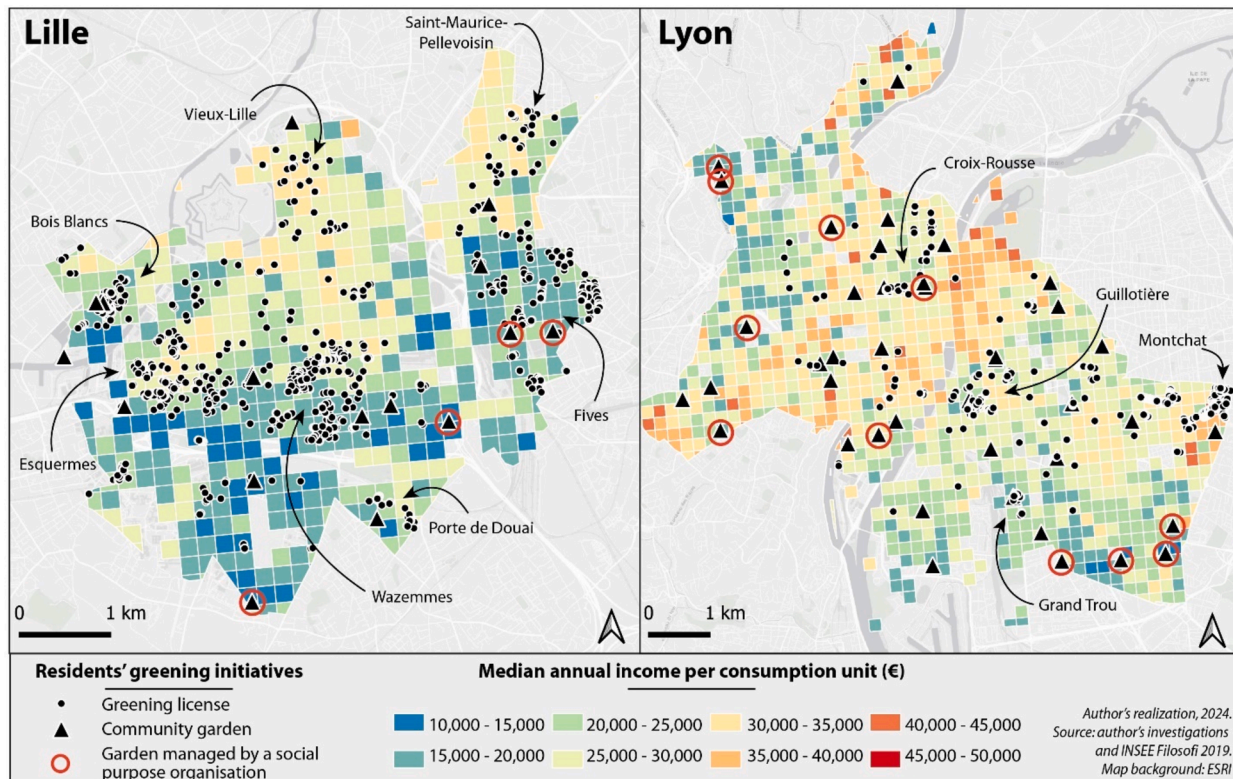 Lille
Saint-Maurice-
Pellevoisin
Vieux-Lille
Bois Blancs
Esquermes
Fives
Porte de Douai
Wazemmes
0 1 km
Lyon
Croix-Rousse
Guillotière
Montchat
Grand Trou
0 1 km
Residents' greening initiatives
Greening license
Community garden
Garden managed by a social
purpose organisation
Median annual income per consumption unit (€)
10,000 - 15,000
20,000 - 25,000
30,000 - 35,000
40,000 - 45,000
15,000 - 20,000
25,000 - 30,000
35,000 - 40,000
45,000 - 50,000
Author's realization, 2024.
Source: author's investigations
and INSEE Filosofi 2019.
Map background: ESRI